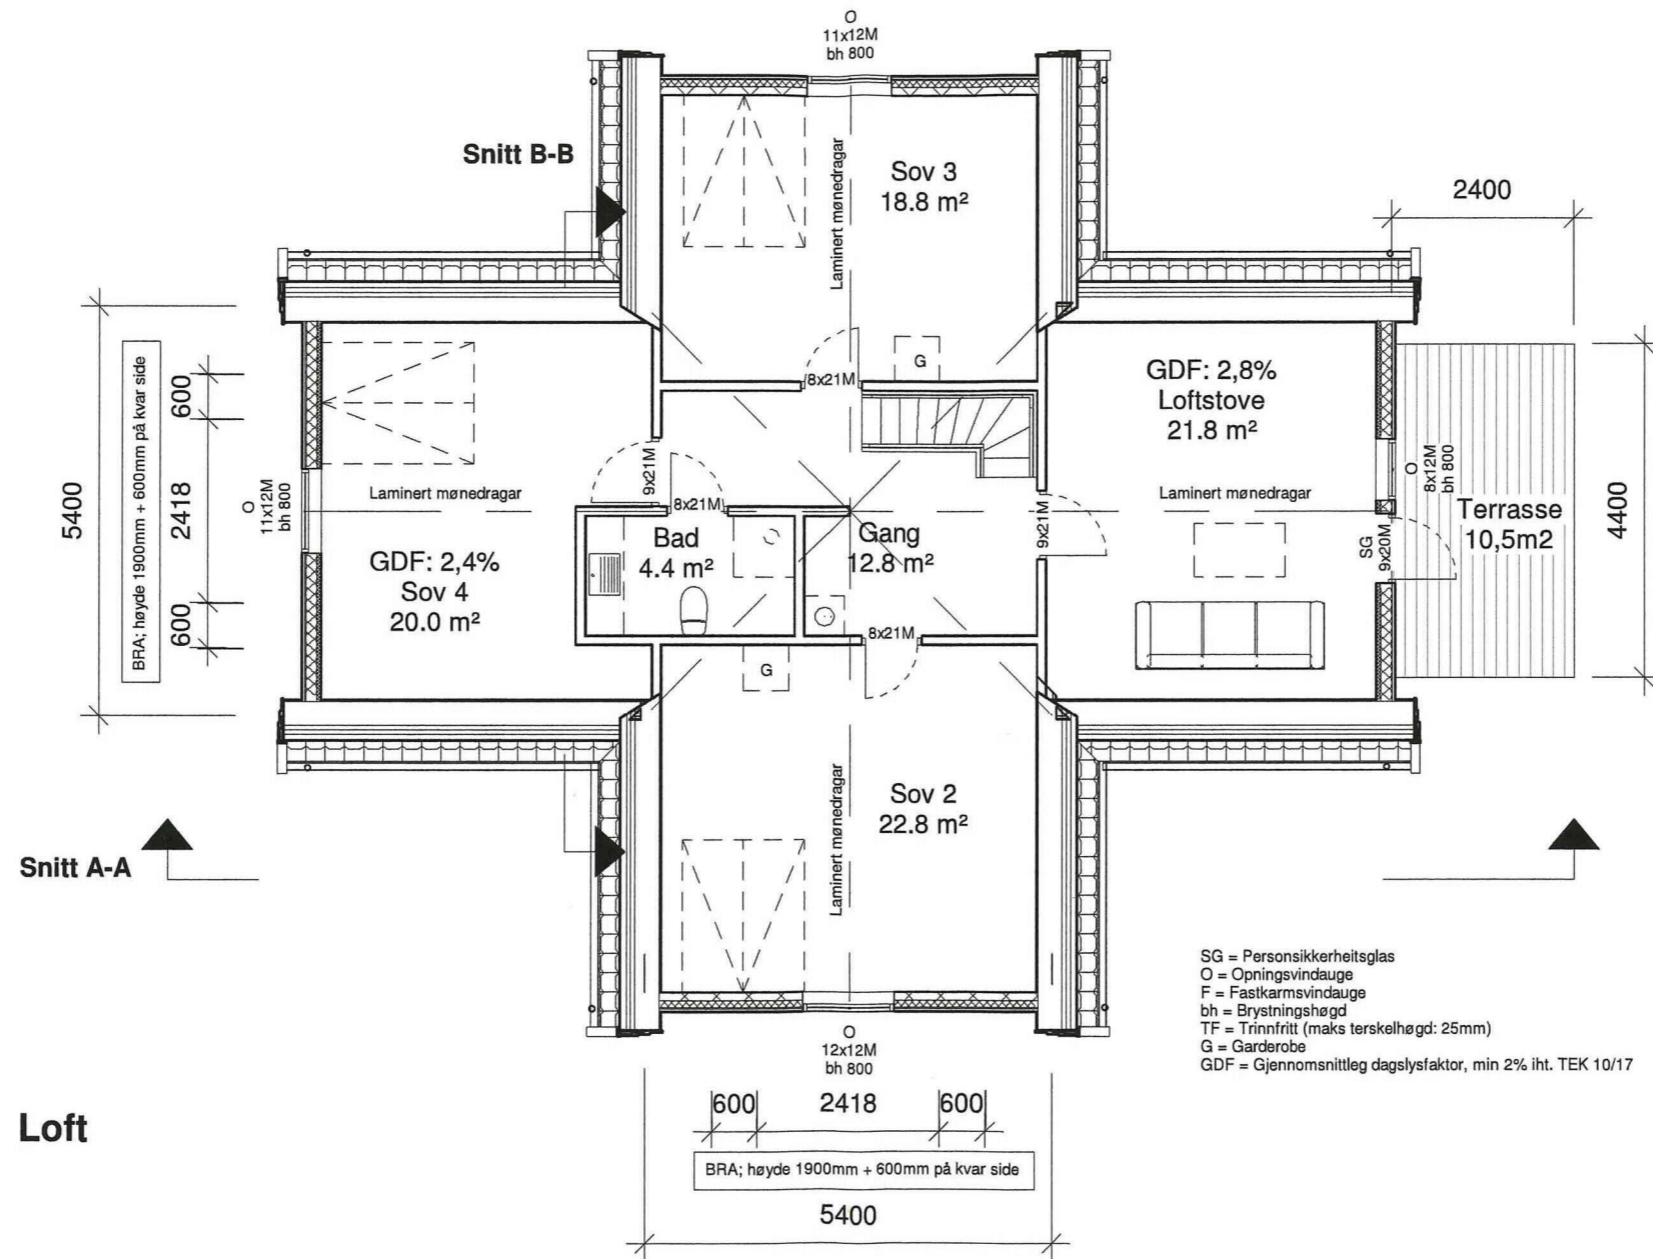 O
11x12M
bh 800
Snitt B-B
Laminert mønedragar
Sov 3
18.8 m²
2400
G
8x21M
5400
BRA; høyde 1900mm + 600mm på kvar side
600
2418
600
O
11x12M
bh 800
Laminert mønedragar
GDF: 2,4%
Sov 4
20.0 m²
9x21M
8x21M
Bad
4.4 m²
Gang
12.8 m²
8x21M
9x21M
GDF: 2,8%
Loftstove
21.8 m²
Laminert mønedragar
O
8x12M
bh 800
SG
9x20M
Terrasse
10,5m2
4400
G
Laminert mønedragar
Sov 2
22.8 m²
Snitt A-A
SG = Personsikkerheitsglas
O = Opningsvindauge
F = Fastkarmsvindauge
bh = Brystningshøgd
TF = Trinnfritt (maks terskelhøgd: 25mm)
G = Garderobe
GDF = Gjennomsnittleg dagslysfaktor, min 2% iht. TEK 10/17
O
12x12M
bh 800
600
2418
600
Loft
BRA; høyde 1900mm + 600mm på kvar side
5400